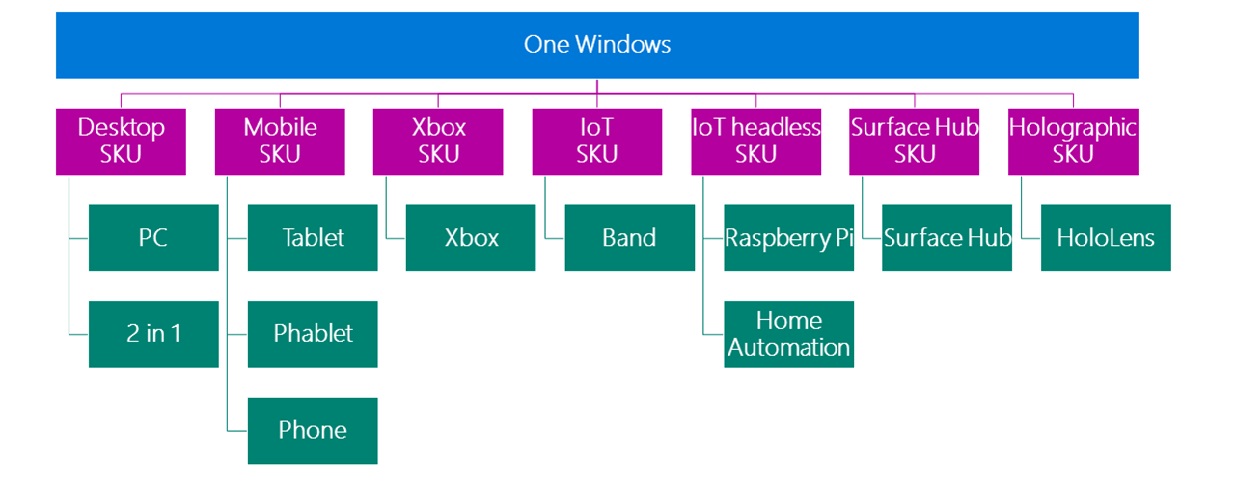 One Windows
Desktop
SKU
Mobile
SKU
Xbox
SKU
IoT
SKU
IoT headless
SKU
Surface Hub
SKU
Holographic
SKU
PC
Tablet
Xbox
Band
Raspberry Pi
Surface Hub
HoloLens
2 in 1
Phablet
Home
Automation
Phone